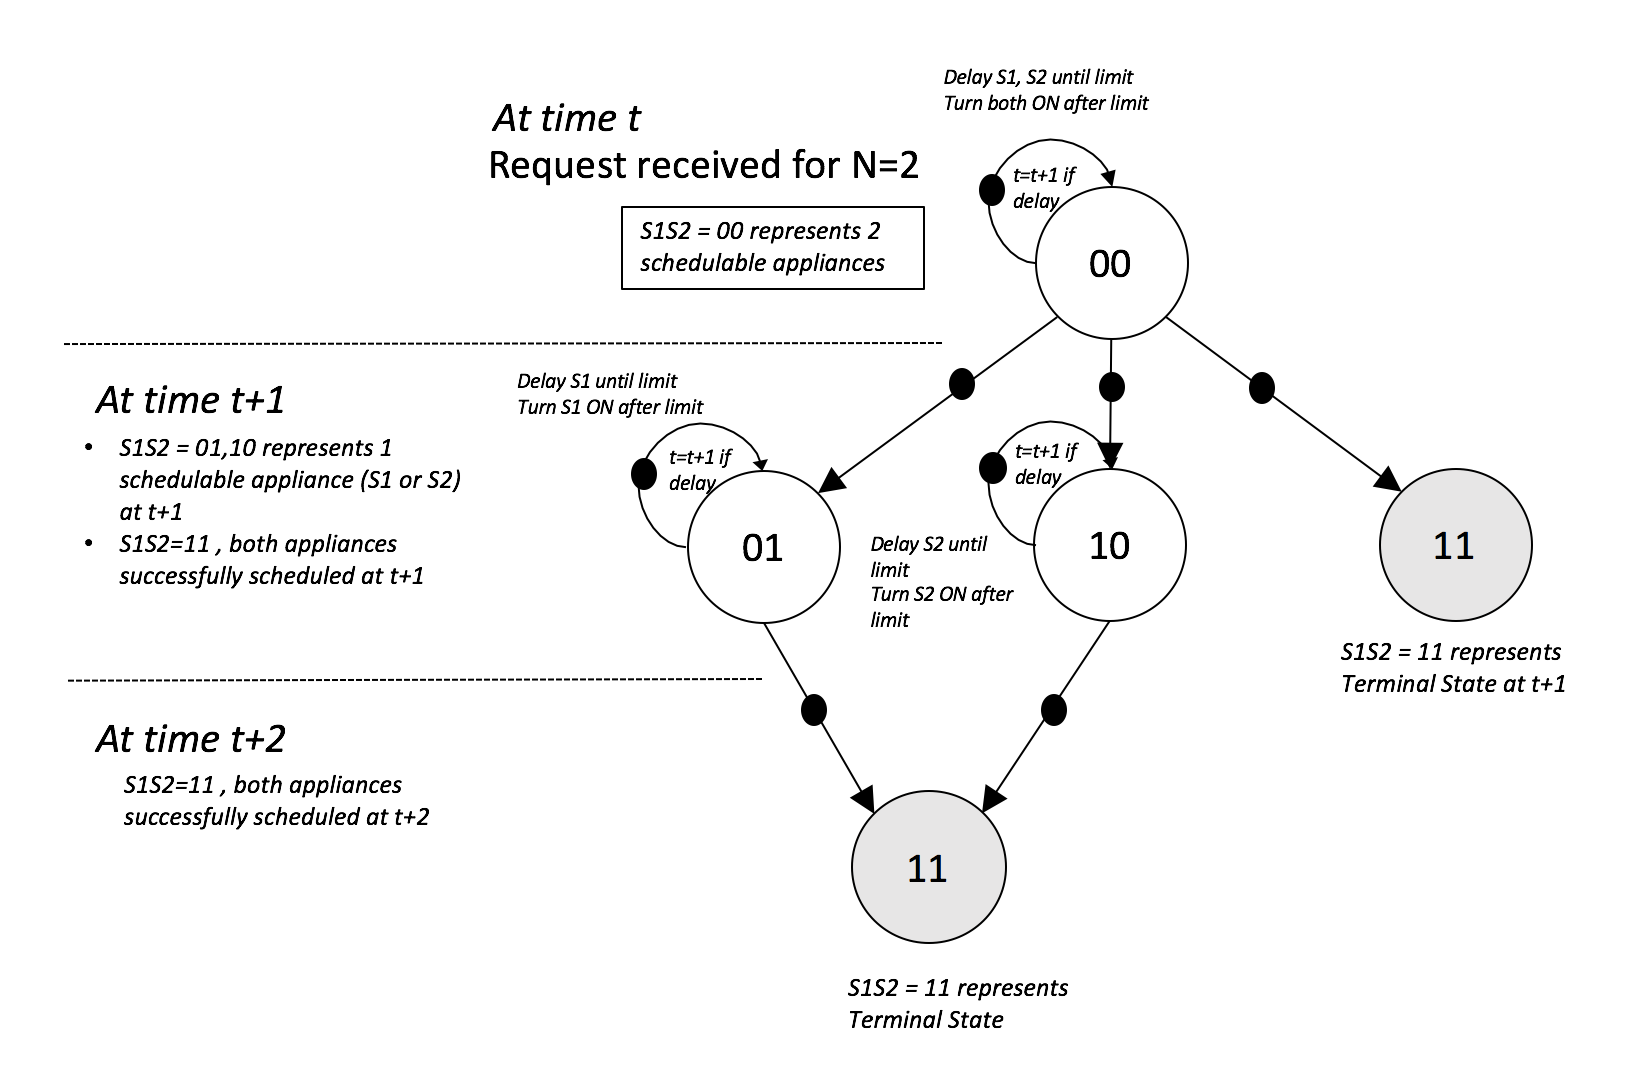 Delay S1, S2 until limit
Turn both ON after limit
At time t
Request received for N=2
t=t+1 if
delay
S1S2 = 00 represents 2
schedulable appliances
00
At time t+1
• S1S2 = 01,10 represents 1
schedulable appliance (S1 or S2)
at t+1
• S1S2=11 , both appliances
successfully scheduled at t+1
Delay S1 until limit
Turn S1 ON after limit
t=t+1 if
delay
01
t=t+1 if
delay
10
Delay S2 until
limit
Turn S2 ON after
limit
11
S1S2 = 11 represents
Terminal State at t+1
At time t+2
S1S2=11 , both appliances
successfully scheduled at t+2
11
S1S2 = 11 represents
Terminal State